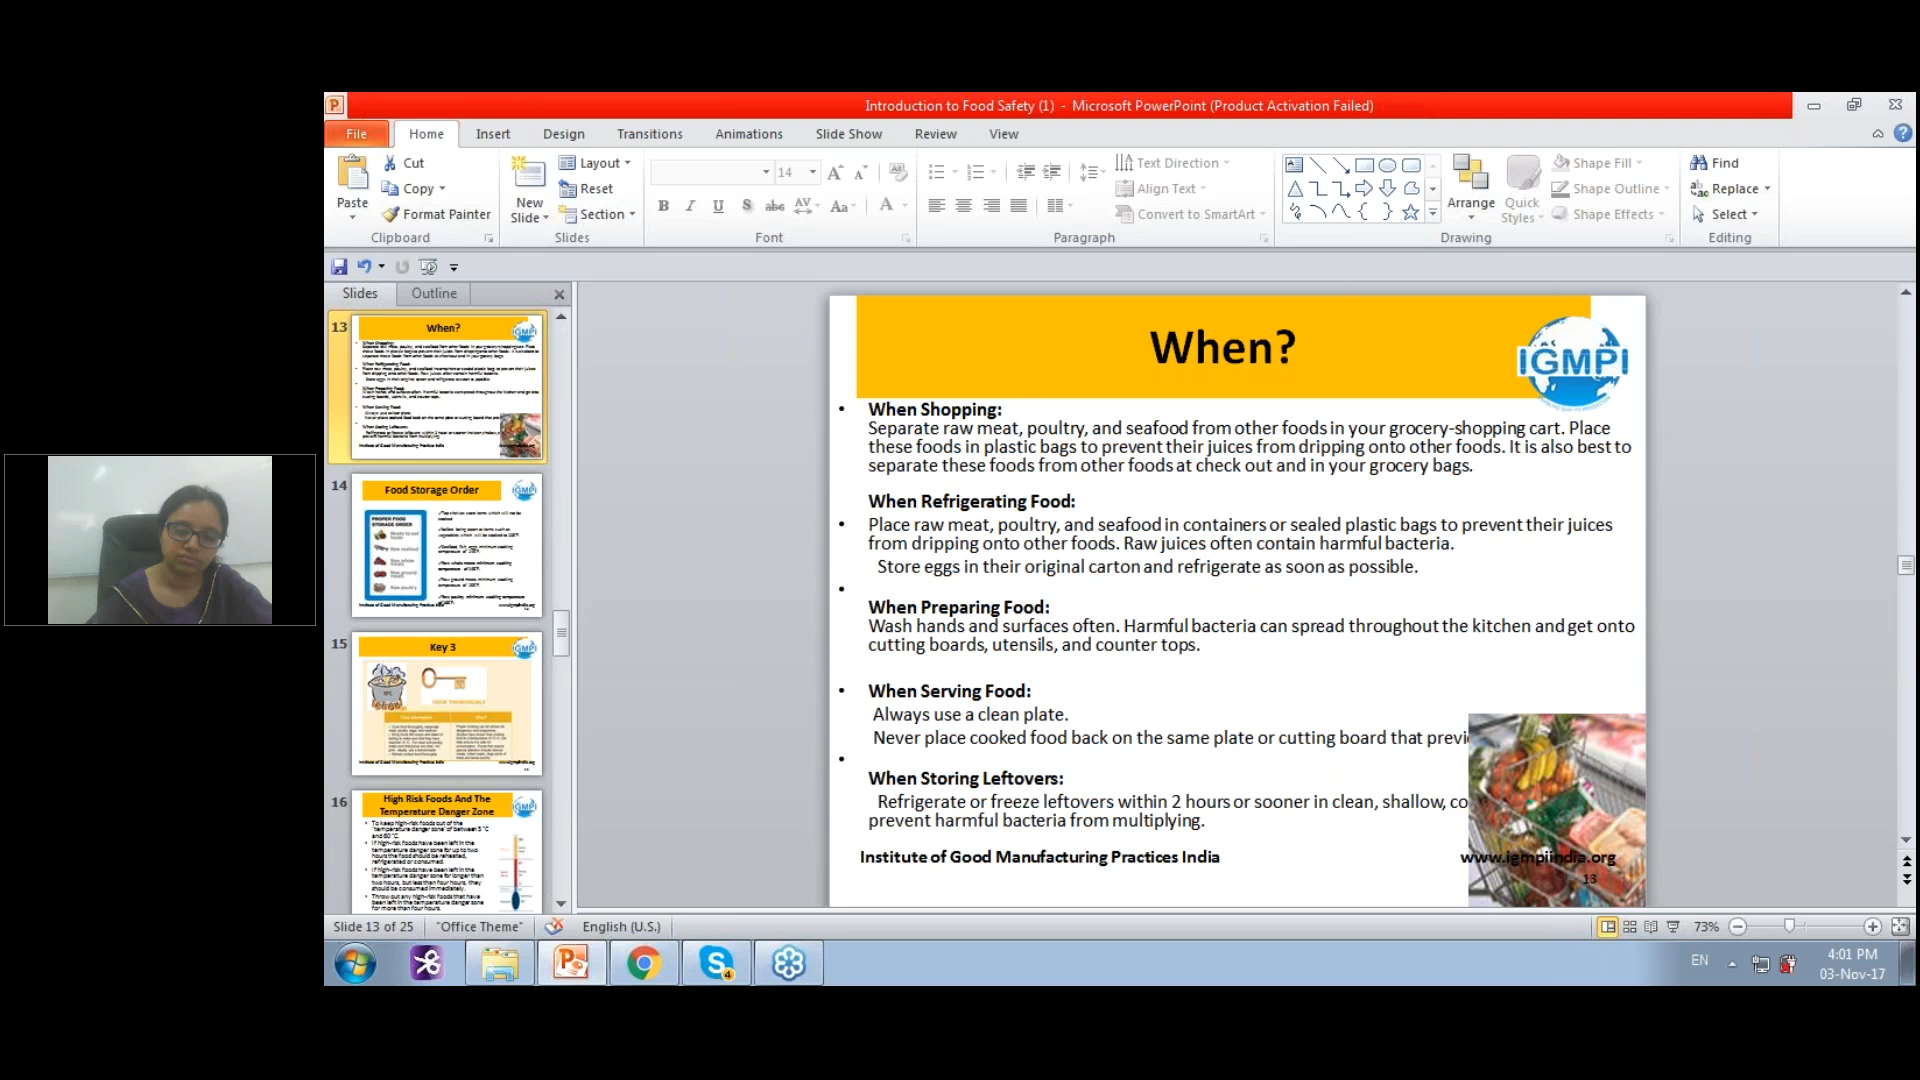 Introduction to Food Safety (1) - Microsoft PowerPoint (Product Activation Failed)
File Home Insert Design Transitions Animations Slide Show Review View
Paste
Cut
Copy
Format Painter
Clipboard
New Slide
Layout
Reset
Section
Slides
14
Font
Text Direction
Align Text
Convert to SmartArt
Paragraph
Arrange
Quick Styles
Shape Fill
Shape Outline
Shape Effects
Drawing
Find
Replace
Select
Editing
Slides Outline
13
When?
14
Food Storage Order
15
Key 3
16
High Risk Foods And The
Temperature Danger Zone
When?
IGMPI
• When Shopping:
Separate raw meat, poultry, and seafood from other foods in your grocery-shopping cart. Place
these foods in plastic bags to prevent their juices from dripping onto other foods. It is also best to
separate these foods from other foods at check out and in your grocery bags.
When Refrigerating Food:
• Place raw meat, poultry, and seafood in containers or sealed plastic bags to prevent their juices
from dripping onto other foods. Raw juices often contain harmful bacteria.
Store eggs in their original carton and refrigerate as soon as possible.
•
When Preparing Food:
Wash hands and surfaces often. Harmful bacteria can spread throughout the kitchen and get onto
cutting boards, utensils, and counter tops.
• When Serving Food:
Always use a clean plate.
Never place cooked food back on the same plate or cutting board that previ
•
When Storing Leftovers:
Refrigerate or freeze leftovers within 2 hours or sooner in clean, shallow, co
prevent harmful bacteria from multiplying.
Institute of Good Manufacturing Practices India www.igmpiindia.org
13
Slide 13 of 25 "Office Theme" English (U.S.) 73%
EN 4:01 PM
03-Nov-17